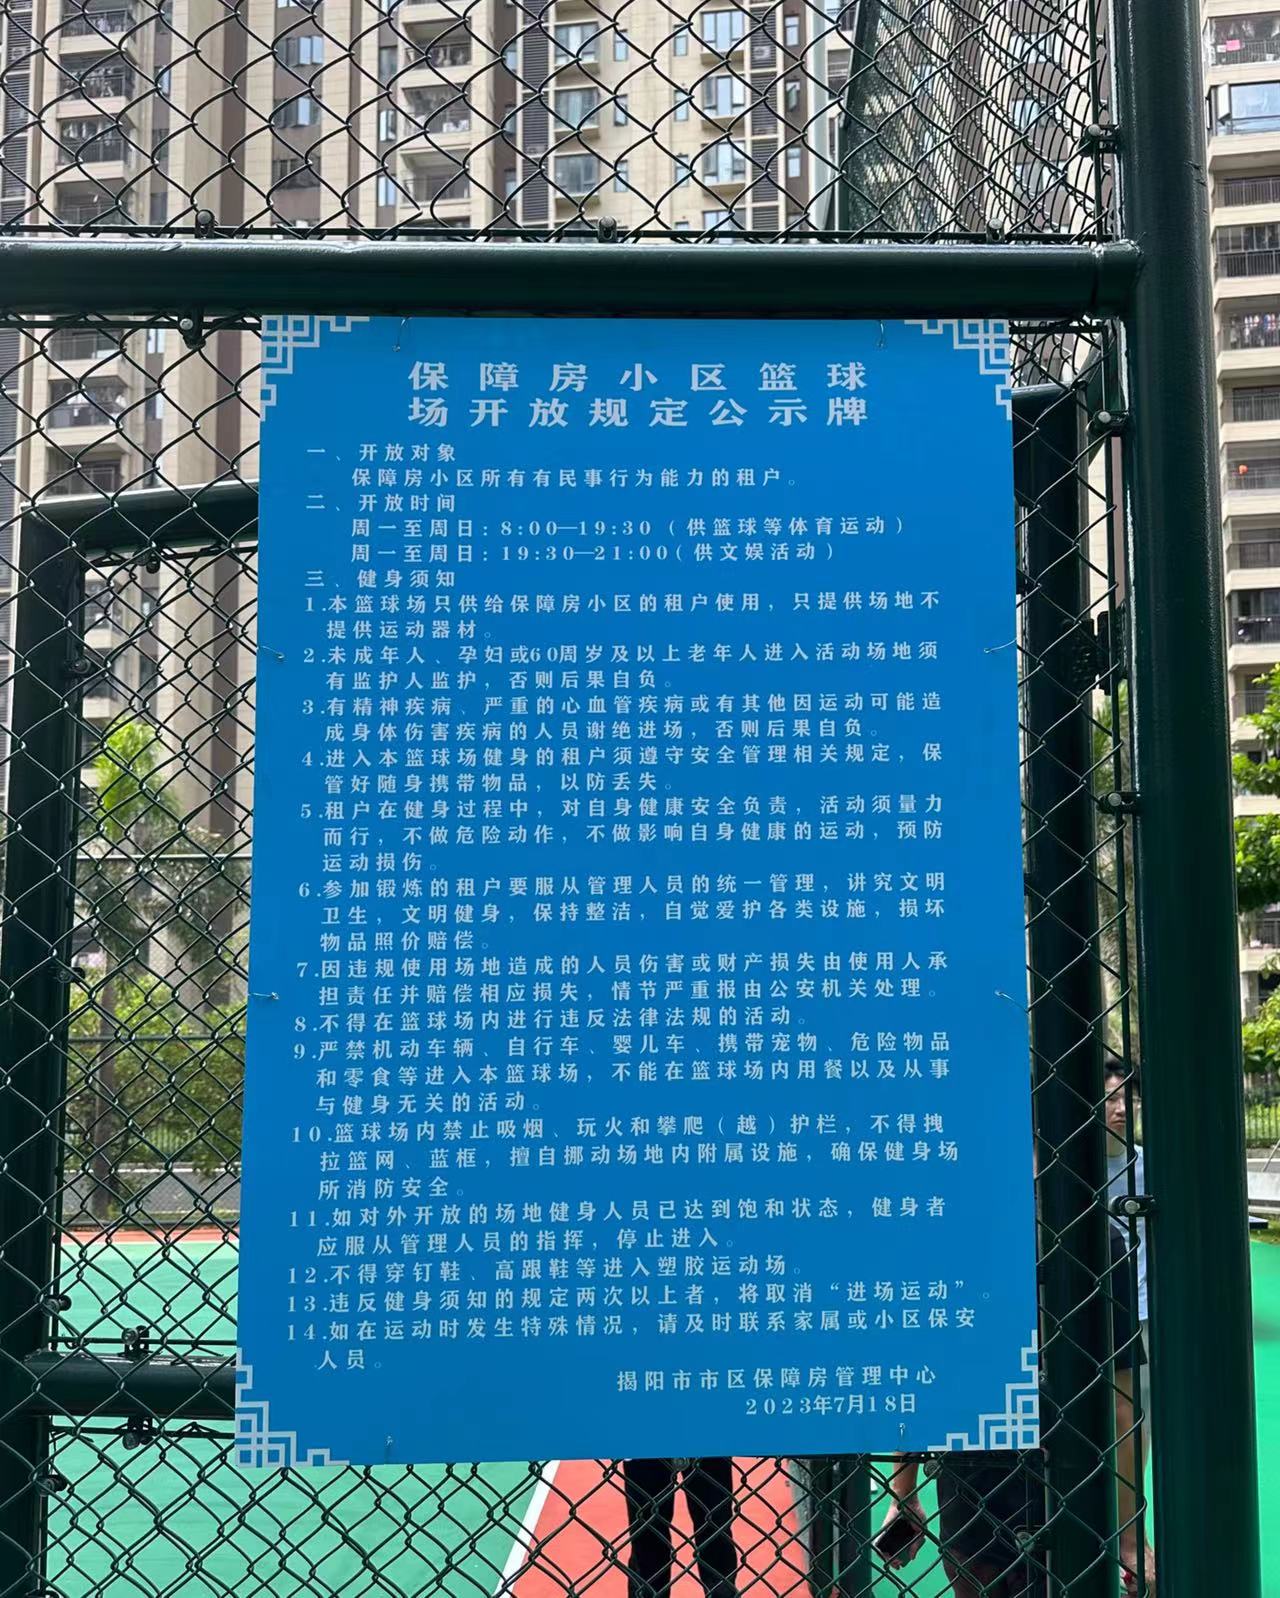 保障房小区篮球
场开放规定公示牌
一、开放对象
保障房小区所有有民事行为能力的租户。
二、开放时间
周一至周日：8:00—19:30（供篮球等体育运动）
周一至周日：19:30—21:00（供文娱活动）
三、健身须知
1.本篮球场只供给保障房小区的租户使用，只提供场地不
提供运动器材。
2.未成年人、孕妇或60周岁及以上老年人进入活动场地须
有监护人监护，否则后果自负。
3.有精神疾病、严重的心血管疾病或有其他因运动可能造
成身体伤害疾病的人员谢绝进场，否则后果自负。
4.进入本篮球场健身的租户须遵守安全管理相关规定，保
管好随身携带物品，以防丢失。
5.租户在健身过程中，对自身健康安全负责，活动须量力
而行，不做危险动作，不做影响自身健康的运动，预防
运动损伤。
6.参加锻炼的租户要服从管理人员的统一管理，讲究文明
卫生，文明健身，保持整洁，自觉爱护各类设施，损坏
物品照价赔偿。
7.因违规使用场地造成的人员伤害或财产损失由使用人承
担责任并赔偿相应损失，情节严重报由公安机关处理。
8.不得在篮球场内进行违反法律法规的活动。
9.严禁机动车辆、自行车、婴儿车、携带宠物、危险物品
和零食等进入本篮球场，不能在篮球场内用餐以及从事
与健身无关的活动。
10.篮球场内禁止吸烟、玩火和攀爬（越）护栏，不得拽
拉篮网、蓝框，擅自挪动场地内附属设施，确保健身场
所消防安全。
11.如对外开放的场地健身人员已达到饱和状态，健身者
应服从管理人员的指挥，停止进入。
12.不得穿钉鞋、高跟鞋等进入塑胶运动场。
13.违反健身须知的规定两次以上者，将取消“进场运动”。
14.如在运动时发生特殊情况，请及时联系家属或小区保安
人员。
揭阳市市区保障房管理中心
2023年7月18日